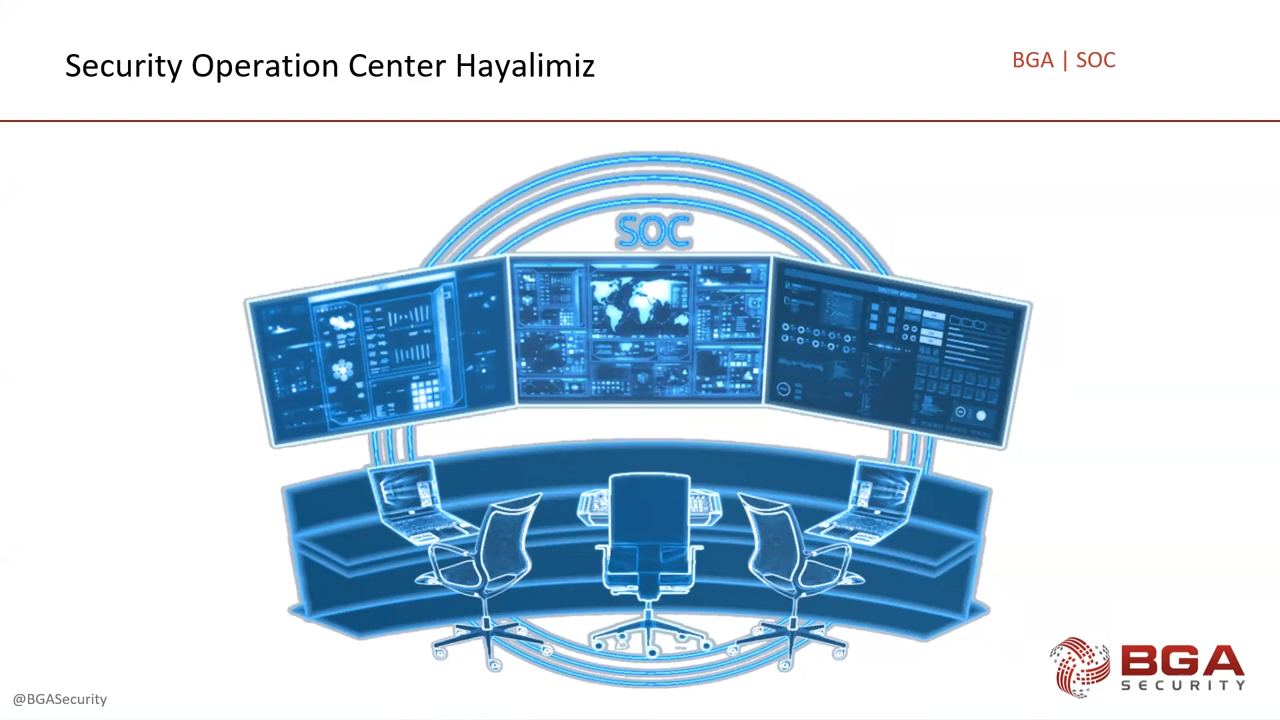 Security Operation Center Hayalimiz
BGA | SOC
SOC
BGA
SECURITY
@BGASecurity